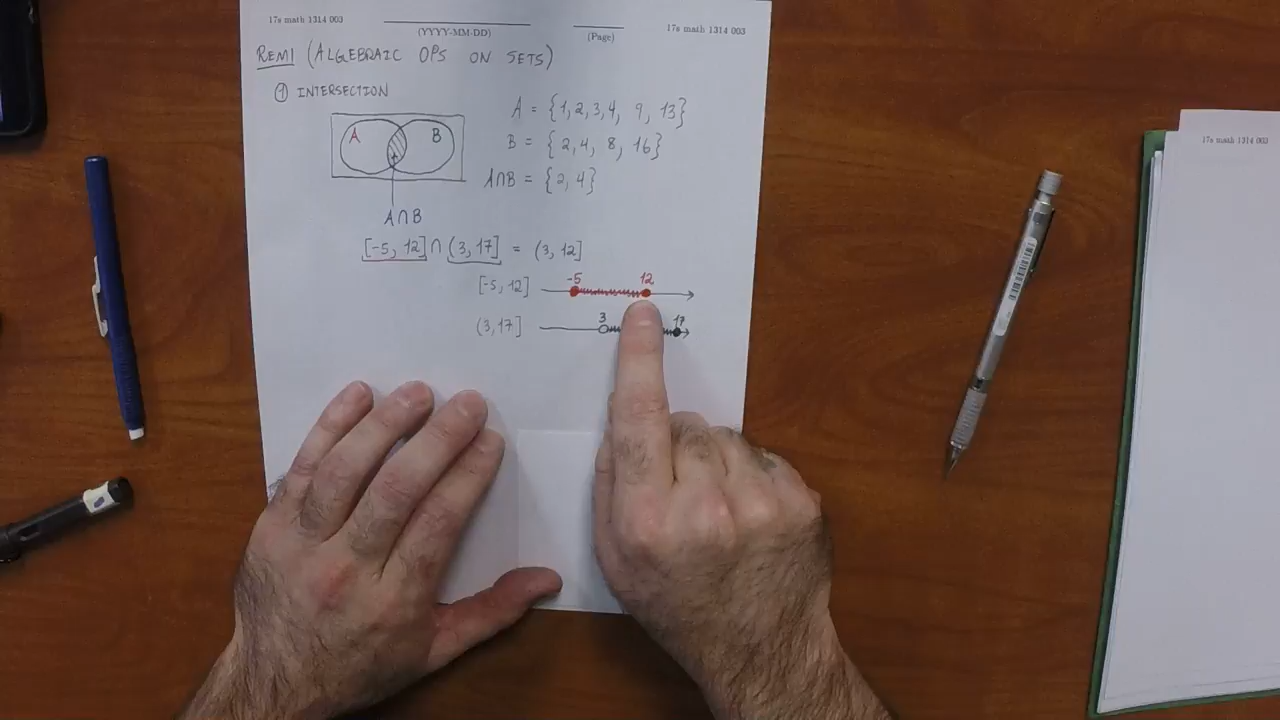 17s math 1314 003
(YYYY-MM-DD)
(Page)
17s math 1314 003
REM1 (ALGEBRAIC OPS ON SETS)
① INTERSECTION
A B
A = {1,2,3,4, 9, 13}
B = {2,4, 8, 16}
A∩B = {2,4}
A∩B
[-5, 12] ∩ (3, 17] = (3, 12]
-5 12
[-5, 12]
3 17
(3,17]
17s math 1314 003